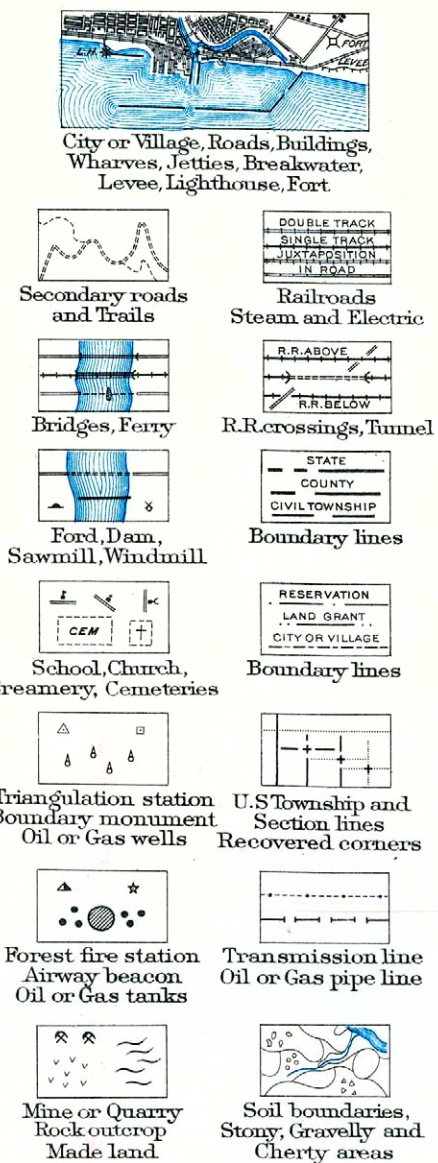 L.H.
FORT
LEVEE
City or Village, Roads, Buildings,
Wharves, Jetties, Breakwater,
Levee, Lighthouse, Fort.
Secondary roads
and Trails
DOUBLE TRACK
SINGLE TRACK
JUXTAPOSITION
IN ROAD
Railroads
Steam and Electric
Bridges, Ferry
R.R. ABOVE
R.R. BELOW
R.R. crossings, Tunnel
Ford, Dam,
Sawmill, Windmill
STATE
COUNTY
CIVIL TOWNSHIP
Boundary lines
CEM
School, Church,
Creamery, Cemeteries
RESERVATION
LAND GRANT
CITY OR VILLAGE
Boundary lines
Triangulation station
Boundary monument
Oil or Gas wells
U.S Township and
Section lines
Recovered corners
Forest fire station
Airway beacon
Oil or Gas tanks
Transmission line
Oil or Gas pipe line
Mine or Quarry
Rock outcrop
Made land
Soil boundaries,
Stony, Gravelly and
Cherty areas